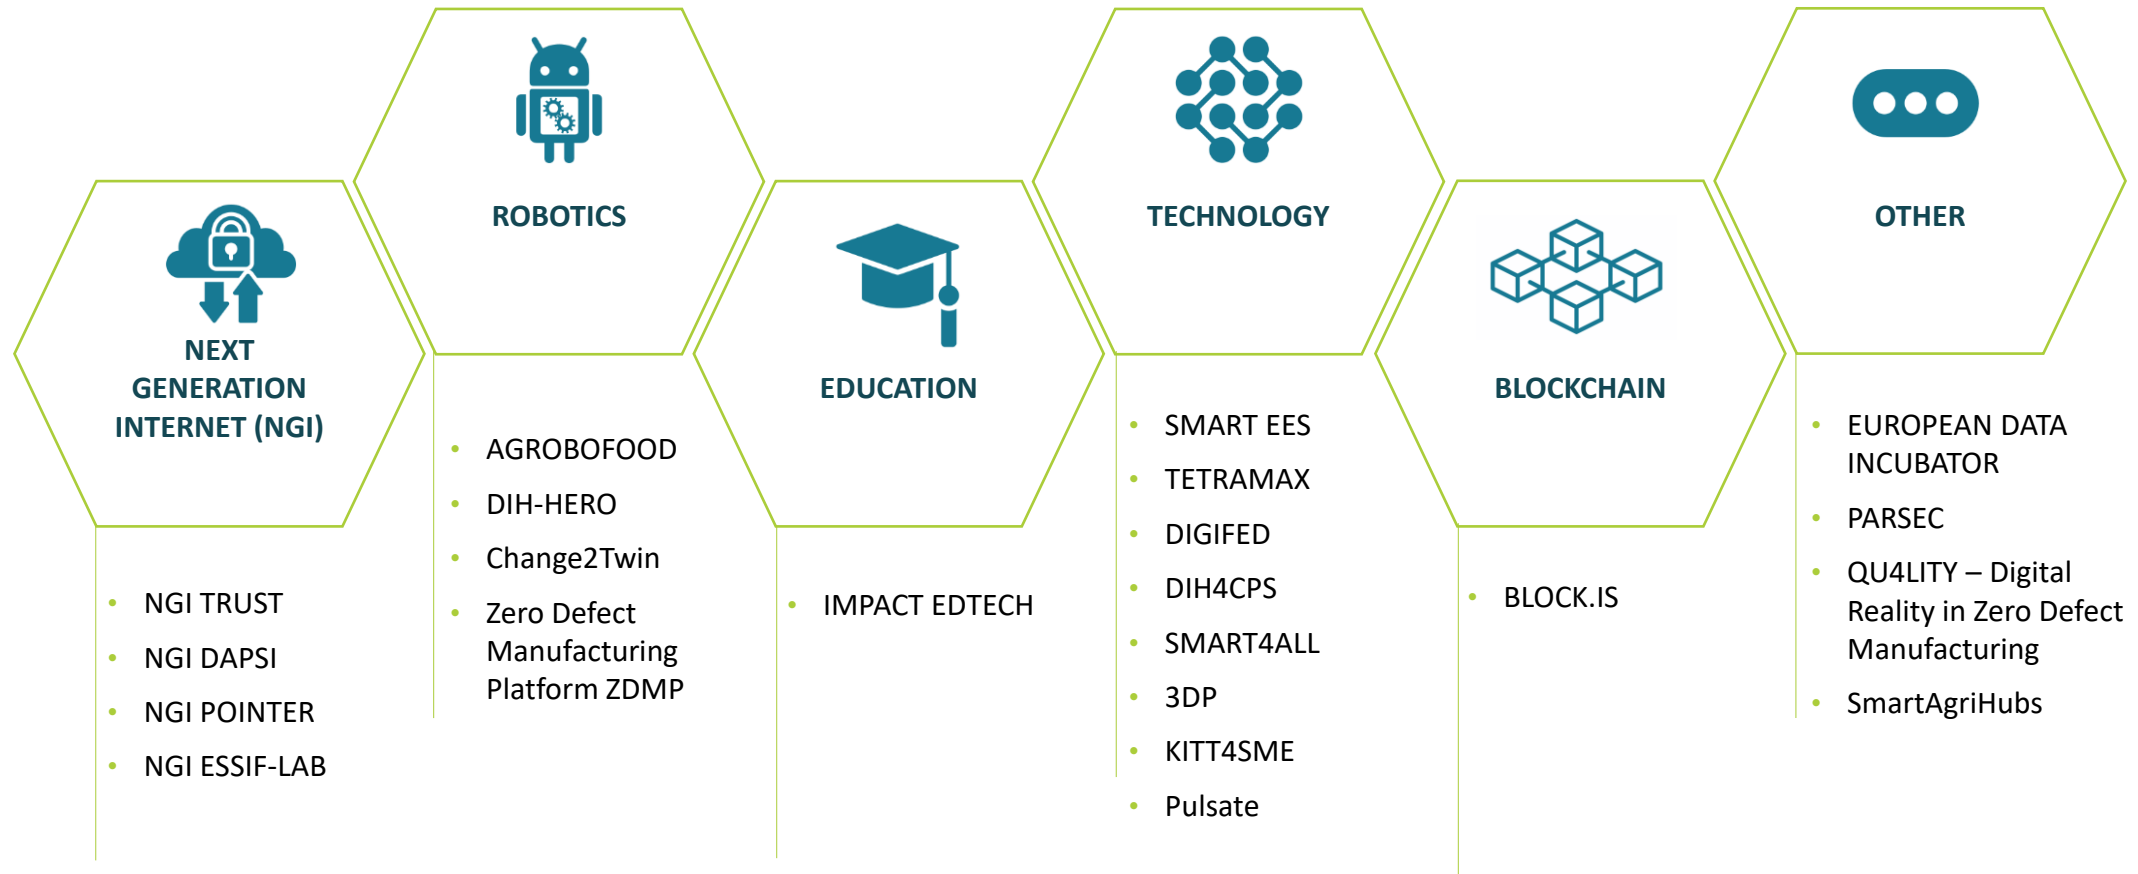 NEXT
GENERATION
INTERNET (NGI)
• NGI TRUST
• NGI DAPSI
• NGI POINTER
• NGI ESSIF-LAB
ROBOTICS
• AGROBOFOOD
• DIH-HERO
• Change2Twin
• Zero Defect
Manufacturing
Platform ZDMP
EDUCATION
• IMPACT EDTECH
TECHNOLOGY
• SMART EES
• TETRAMAX
• DIGIFED
• DIH4CPS
• SMART4ALL
• 3DP
• KITT4SME
• Pulsate
BLOCKCHAIN
• BLOCK.IS
OTHER
• EUROPEAN DATA
INCUBATOR
• PARSEC
• QU4LITY – Digital
Reality in Zero Defect
Manufacturing
• SmartAgriHubs